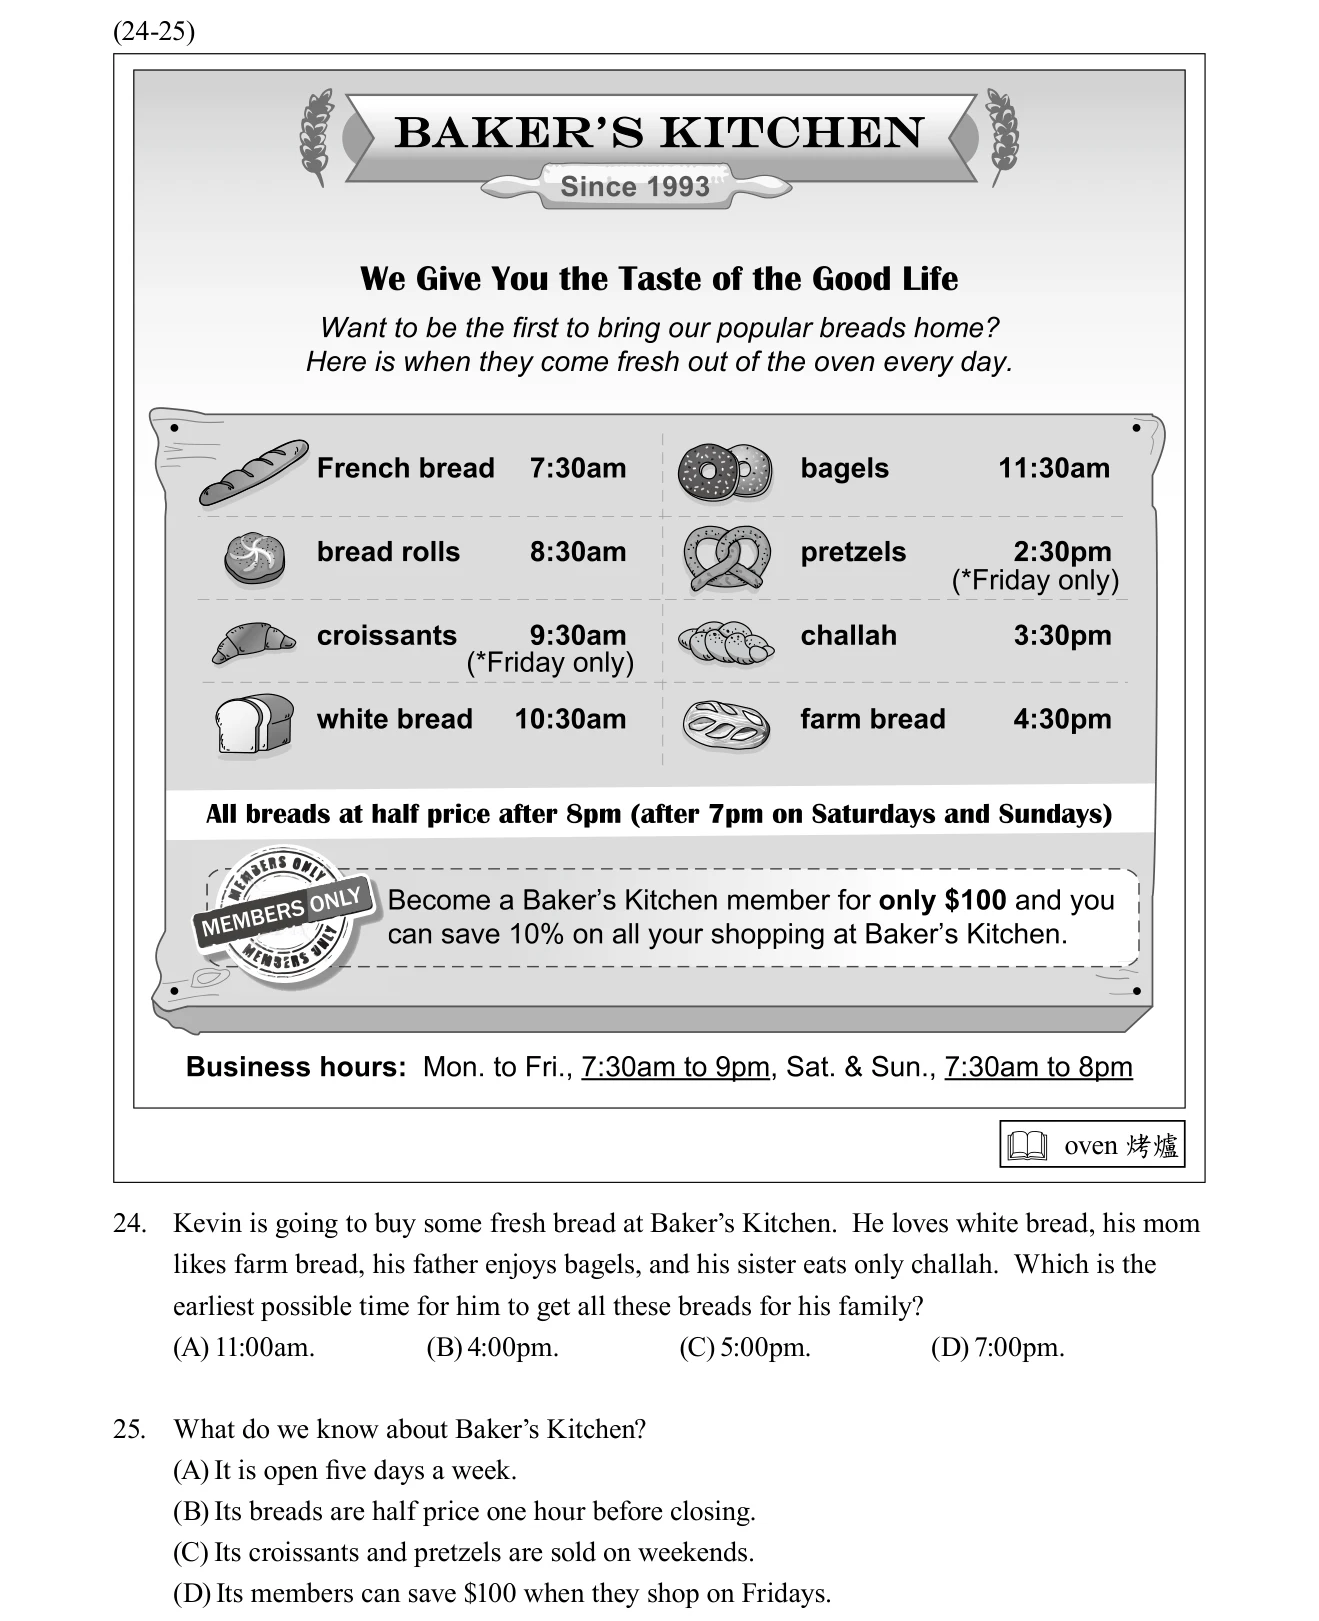 (24-25)
BAKER'S KITCHEN
Since 1993
We Give You the Taste of the Good Life
Want to be the first to bring our popular breads home?
Here is when they come fresh out of the oven every day.
French bread 7:30am
bread rolls 8:30am
croissants 9:30am
(*Friday only)
white bread 10:30am
bagels 11:30am
pretzels 2:30pm
(*Friday only)
challah 3:30pm
farm bread 4:30pm
All breads at half price after 8pm (after 7pm on Saturdays and Sundays)
MEMBERS ONLY
MEMBERS ONLY
MEMBERS ONLY
Become a Baker's Kitchen member for only $100 and you
can save 10% on all your shopping at Baker's Kitchen.
Business hours: Mon. to Fri., 7:30am to 9pm, Sat. & Sun., 7:30am to 8pm
oven 烤爐
24. Kevin is going to buy some fresh bread at Baker's Kitchen. He loves white bread, his mom
likes farm bread, his father enjoys bagels, and his sister eats only challah. Which is the
earliest possible time for him to get all these breads for his family?
(A) 11:00am. (B) 4:00pm. (C) 5:00pm. (D) 7:00pm.
25. What do we know about Baker's Kitchen?
(A) It is open five days a week.
(B) Its breads are half price one hour before closing.
(C) Its croissants and pretzels are sold on weekends.
(D) Its members can save $100 when they shop on Fridays.